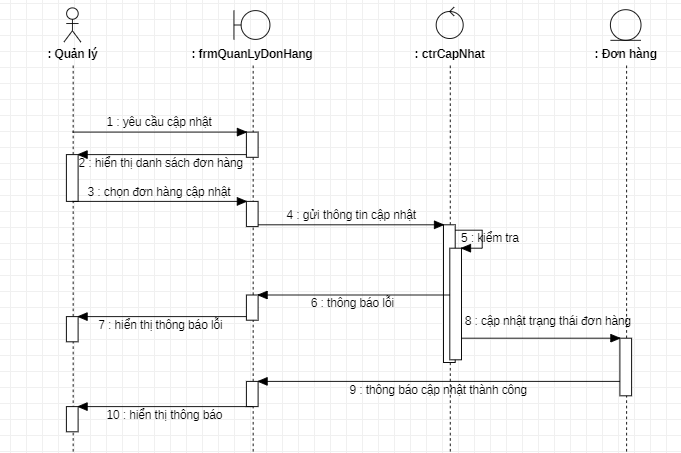 : Quản lý
: frmQuanLyDonHang
: ctrCapNhat
: Đơn hàng
1 : yêu cầu cập nhật
2 : hiển thị danh sách đơn hàng
3 : chọn đơn hàng cập nhật
4 : gửi thông tin cập nhật
5 : kiểm tra
6 : thông báo lỗi
7 : hiển thị thông báo lỗi
8 : cập nhật trạng thái đơn hàng
9 : thông báo cập nhật thành công
10 : hiển thị thông báo